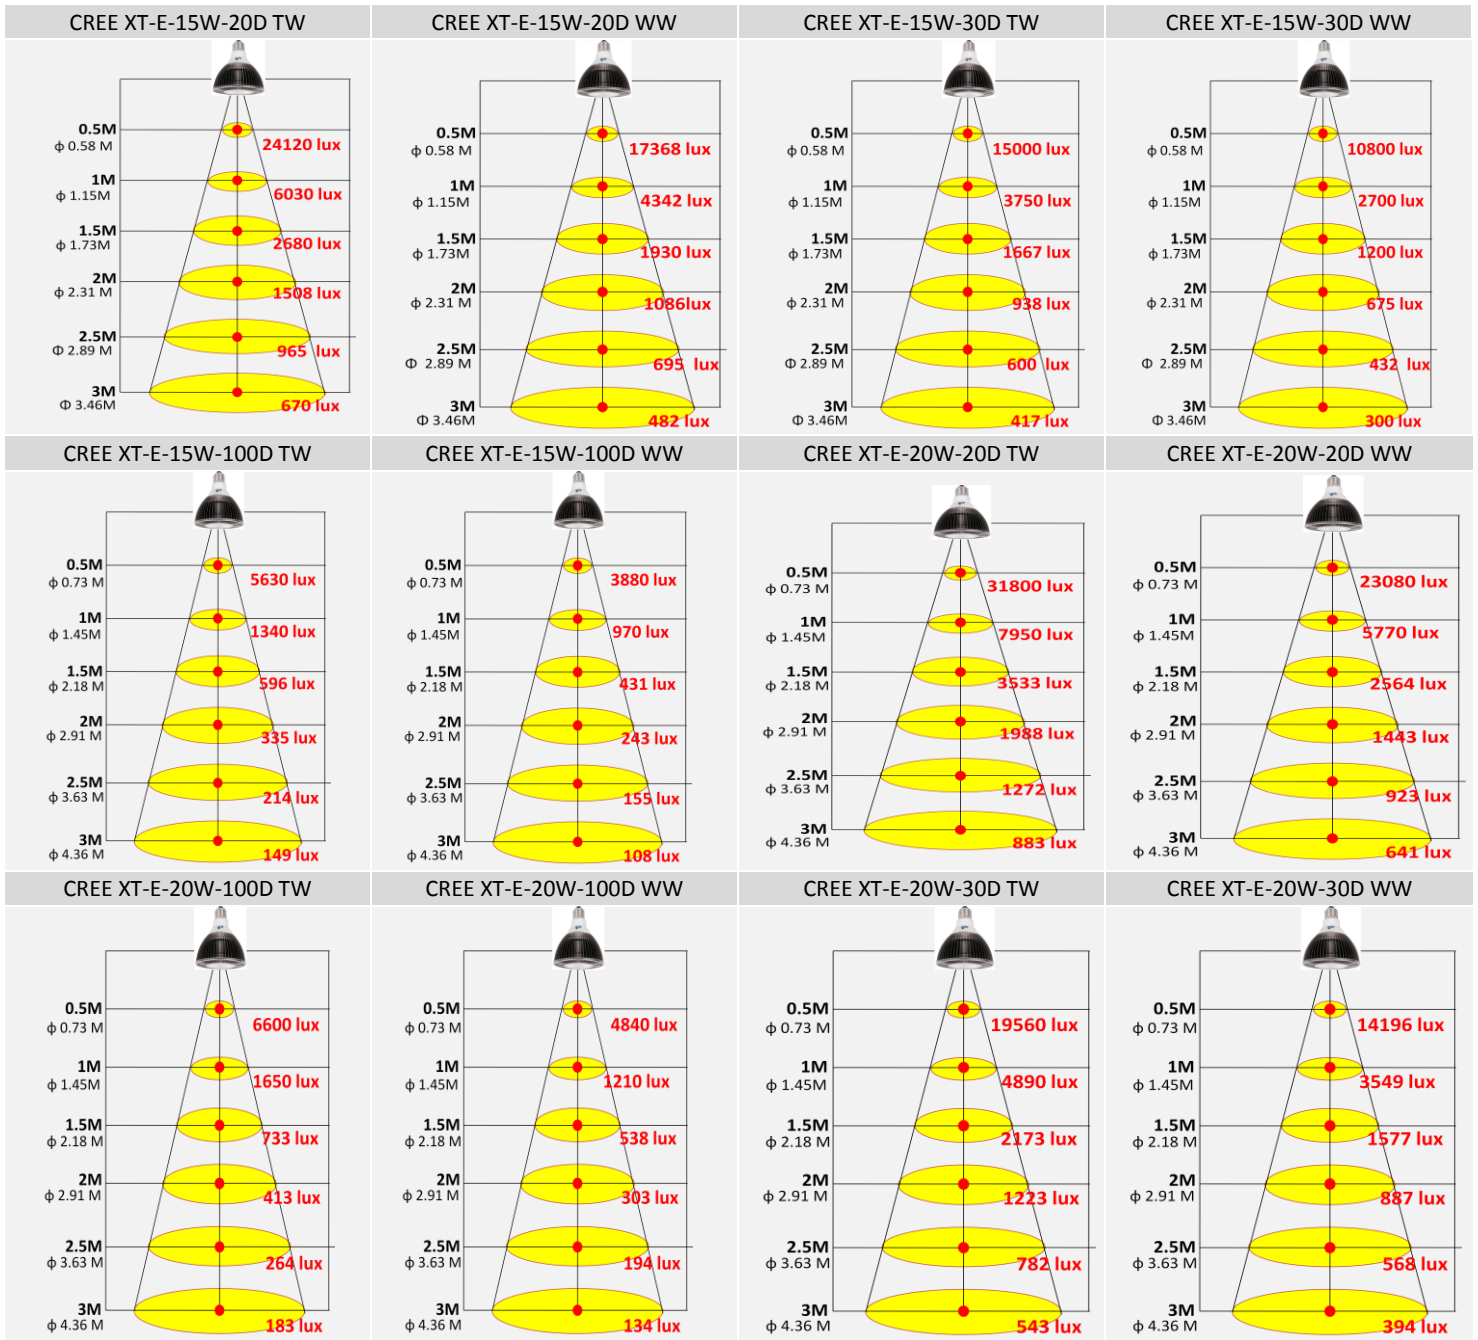 CREE XT-E-15W-20D TW
0.5M
ϕ 0.58 M
24120 lux
1M
ϕ 1.15M
6030 lux
1.5M
ϕ 1.73M
2680 lux
2M
ϕ 2.31 M
1508 lux
2.5M
Φ 2.89 M
965 lux
3M
Φ 3.46M
670 lux
CREE XT-E-15W-20D WW
0.5M
ϕ 0.58 M
17368 lux
1M
ϕ 1.15M
4342 lux
1.5M
ϕ 1.73M
1930 lux
2M
ϕ 2.31 M
1086lux
2.5M
Φ 2.89 M
695 lux
3M
Φ 3.46M
482 lux
CREE XT-E-15W-30D TW
0.5M
ϕ 0.58 M
15000 lux
1M
ϕ 1.15M
3750 lux
1.5M
ϕ 1.73M
1667 lux
2M
ϕ 2.31 M
938 lux
2.5M
Φ 2.89 M
600 lux
3M
Φ 3.46M
417 lux
CREE XT-E-15W-30D WW
0.5M
ϕ 0.58 M
10800 lux
1M
ϕ 1.15M
2700 lux
1.5M
ϕ 1.73M
1200 lux
2M
ϕ 2.31 M
675 lux
2.5M
Φ 2.89 M
432 lux
3M
Φ 3.46M
300 lux
CREE XT-E-15W-100D TW
0.5M
ϕ 0.73 M
5630 lux
1M
ϕ 1.45M
1340 lux
1.5M
ϕ 2.18 M
596 lux
2M
ϕ 2.91 M
335 lux
2.5M
ϕ 3.63 M
214 lux
3M
ϕ 4.36 M
149 lux
CREE XT-E-15W-100D WW
0.5M
ϕ 0.73 M
3880 lux
1M
ϕ 1.45M
970 lux
1.5M
ϕ 2.18 M
431 lux
2M
ϕ 2.91 M
243 lux
2.5M
ϕ 3.63 M
155 lux
3M
ϕ 4.36 M
108 lux
CREE XT-E-20W-20D TW
0.5M
ϕ 0.73 M
31800 lux
1M
ϕ 1.45M
7950 lux
1.5M
ϕ 2.18 M
3533 lux
2M
ϕ 2.91 M
1988 lux
2.5M
ϕ 3.63 M
1272 lux
3M
ϕ 4.36 M
883 lux
CREE XT-E-20W-20D WW
0.5M
ϕ 0.73 M
23080 lux
1M
ϕ 1.45M
5770 lux
1.5M
ϕ 2.18 M
2564 lux
2M
ϕ 2.91 M
1443 lux
2.5M
ϕ 3.63 M
923 lux
3M
ϕ 4.36 M
641 lux
CREE XT-E-20W-100D TW
0.5M
ϕ 0.73 M
6600 lux
1M
ϕ 1.45M
1650 lux
1.5M
ϕ 2.18 M
733 lux
2M
ϕ 2.91 M
413 lux
2.5M
ϕ 3.63 M
264 lux
3M
ϕ 4.36 M
183 lux
CREE XT-E-20W-100D WW
0.5M
ϕ 0.73 M
4840 lux
1M
ϕ 1.45M
1210 lux
1.5M
ϕ 2.18 M
538 lux
2M
ϕ 2.91 M
303 lux
2.5M
ϕ 3.63 M
194 lux
3M
ϕ 4.36 M
134 lux
CREE XT-E-20W-30D TW
0.5M
ϕ 0.73 M
19560 lux
1M
ϕ 1.45M
4890 lux
1.5M
ϕ 2.18 M
2173 lux
2M
ϕ 2.91 M
1223 lux
2.5M
ϕ 3.63 M
782 lux
3M
ϕ 4.36 M
543 lux
CREE XT-E-20W-30D WW
0.5M
ϕ 0.73 M
14196 lux
1M
ϕ 1.45M
3549 lux
1.5M
ϕ 2.18 M
1577 lux
2M
ϕ 2.91 M
887 lux
2.5M
ϕ 3.63 M
568 lux
3M
ϕ 4.36 M
394 lux